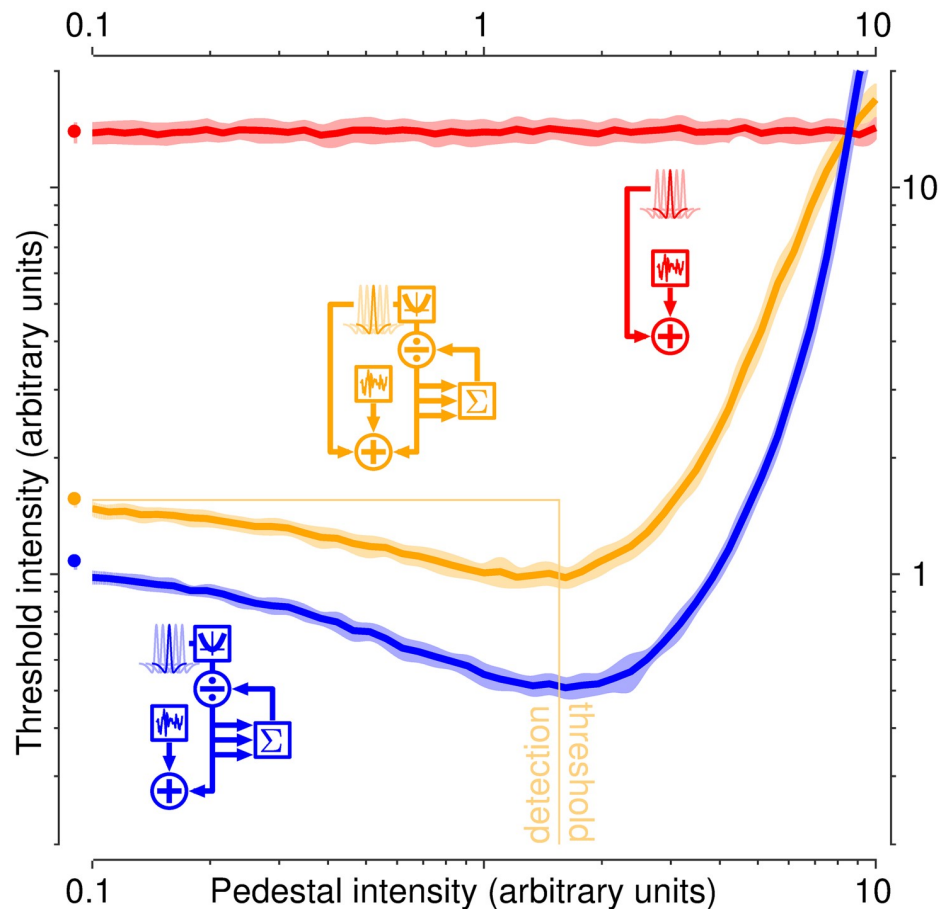 0.1 1 10
Threshold intensity (arbitrary units)
10
÷
+
Σ
+
1
÷
Σ
+
detection
threshold
0.1 Pedestal intensity (arbitrary units) 10